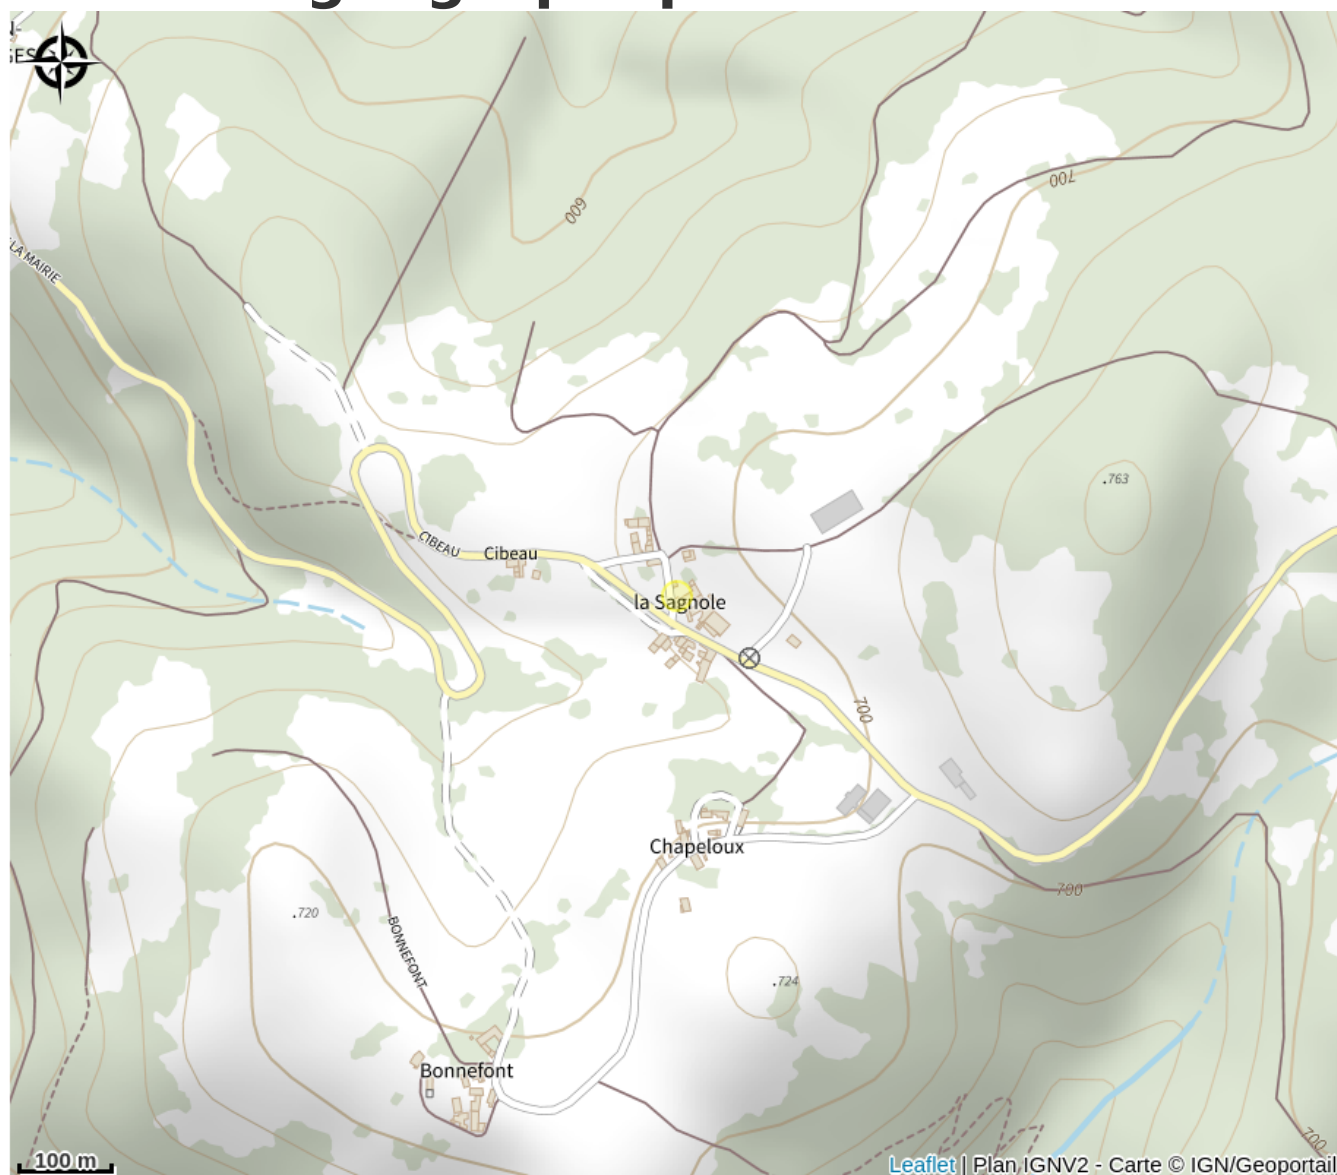 600
700
LA MAIRIE
.763
CIBEAU
Cibeau
la Sagnole
700
Chapeloux
700
.720
BONNEFONT
.724
Bonnefont
700
100 m
Leaflet | Plan IGNV2 - Carte © IGN/Geoportail